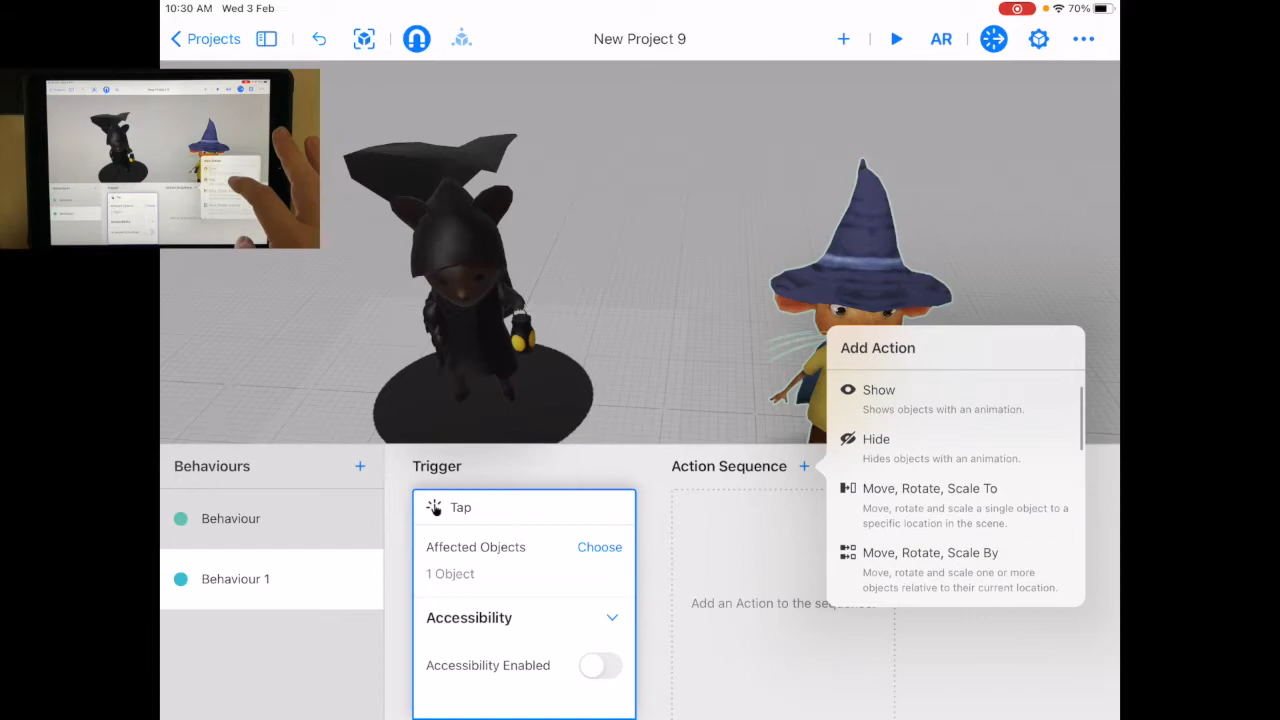 10:30 AM Wed 3 Feb
70%
Projects
New Project 9
AR
Add Action
Show
Shows objects with an animation.
Hide
Hides objects with an animation.
Move, Rotate, Scale To
Move, rotate and scale a single object to a
specific location in the scene.
Move, Rotate, Scale By
Move, rotate and scale one or more
objects relative to their current location.
Behaviours
Behaviour
Behaviour 1
Trigger
Tap
Affected Objects Choose
1 Object
Accessibility
Accessibility Enabled
Action Sequence
Add an Action to the sequence.